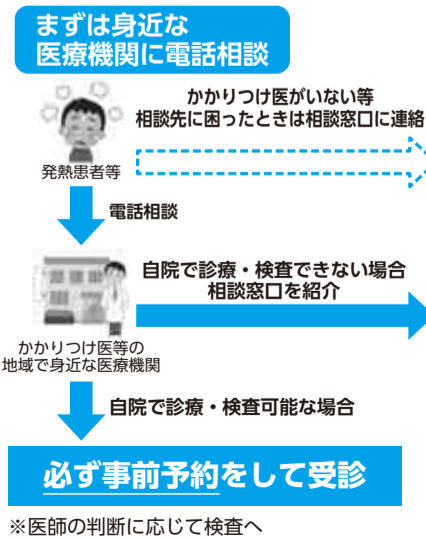 まずは身近な
医療機関に電話相談
かかりつけ医がいない等
相談先に困ったときは相談窓口に連絡
発熱患者等
電話相談
自院で診療・検査できない場合
相談窓口を紹介
かかりつけ医等の
地域で身近な医療機関
自院で診療・検査可能な場合
必ず事前予約をして受診
※医師の判断に応じて検査へ